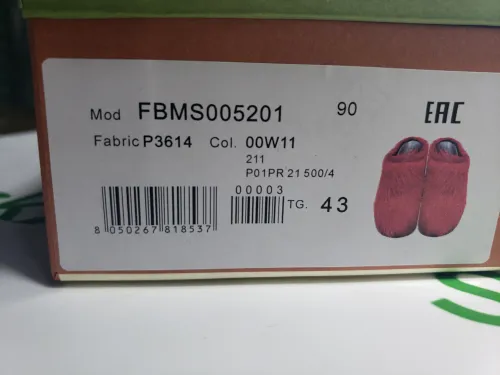 Mod FBMS005201 90 EAC
Fabric P3614 Col. 00W11
211
P01PR 21 500/4
00003
TG. 43
8 050267 818537